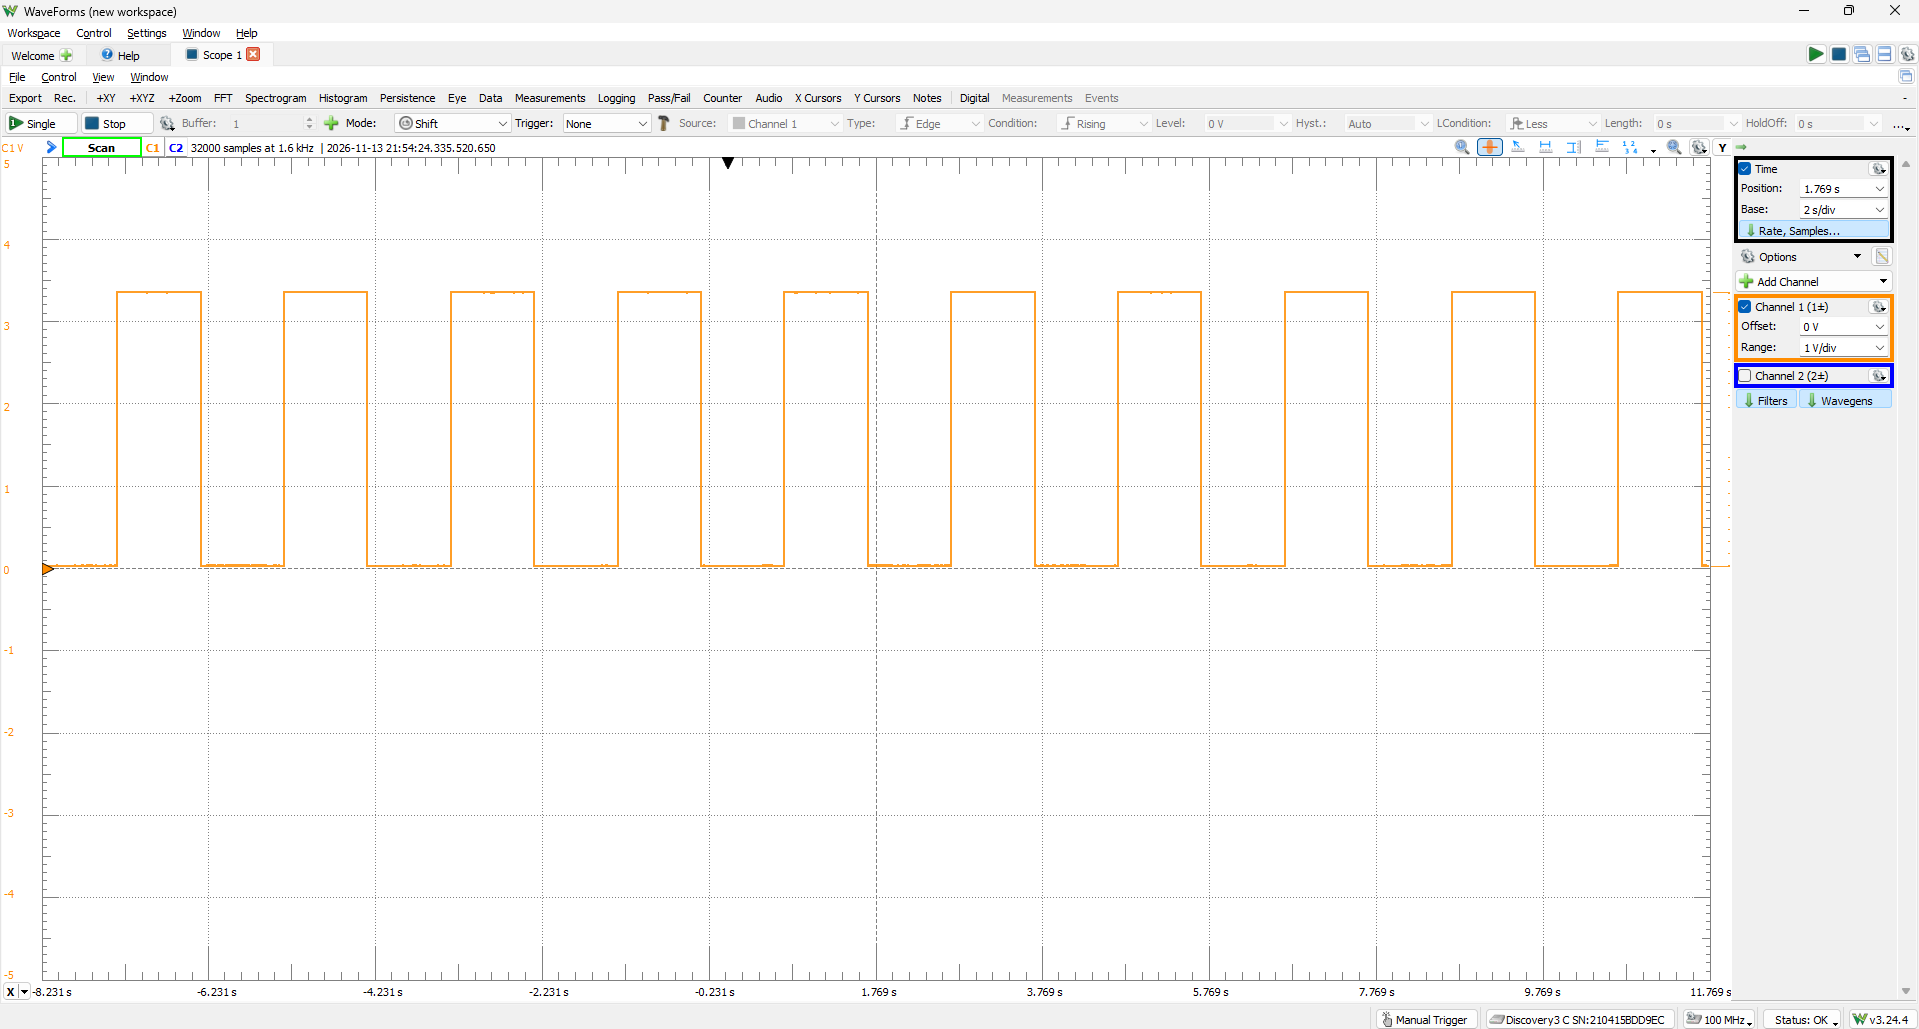 WaveForms (new workspace)
Workspace Control Settings Window Help
Welcome Help Scope 1
File Control View Window
Export Rec. +XY +XYZ +Zoom FFT Spectrogram Histogram Persistence Eye Data Measurements Logging Pass/Fail Counter Audio X Cursors Y Cursors Notes Digital Measurements Events
Single Stop Buffer: 1 Mode: Shift Trigger: None Source: Channel 1 Type: Edge Condition: Rising Level: 0 V Hyst.: Auto LCondition: Less Length: 0 s HoldOff: 0 s ...
C1 V Scan C1 C2 32000 samples at 1.6 kHz | 2026-11-13 21:54:24.335.520.650 Y
5
4
3
2
1
0
-1
-2
-3
-4
-5
X -8.231 s -6.231 s -4.231 s -2.231 s -0.231 s 1.769 s 3.769 s 5.769 s 7.769 s 9.769 s 11.769 s
Time
Position: 1.769 s
Base: 2 s/div
Rate, Samples...
Options
Add Channel
Channel 1 (1±)
Offset: 0 V
Range: 1 V/div
Channel 2 (2±)
Filters Wavegens
Manual Trigger Discovery3 C SN:210415BDD9EC 100 MHz Status: OK v3.24.4